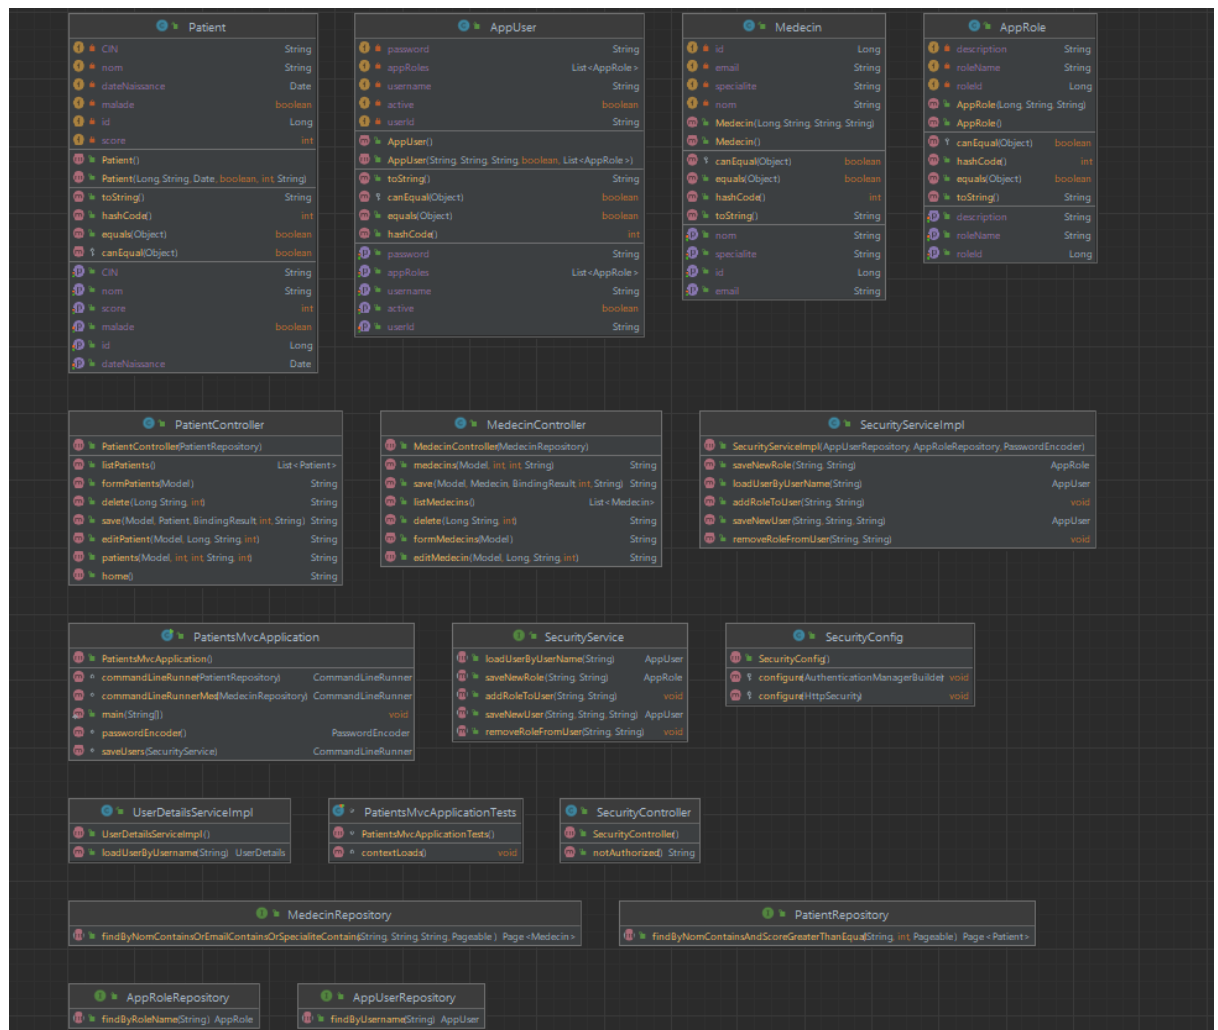 Patient
CIN String
nom String
dateNaissance Date
malade boolean
id Long
score int
Patient()
Patient(Long, String, Date, boolean, int, String)
toString() String
hashCode() int
equals(Object) boolean
canEqual(Object) boolean
CIN String
nom String
score int
malade boolean
id Long
dateNaissance Date
AppUser
password String
appRoles List<AppRole>
username String
active boolean
userId String
AppUser()
AppUser(String, String, String, boolean, List<AppRole>)
toString() String
canEqual(Object) boolean
equals(Object) boolean
hashCode() int
password String
appRoles List<AppRole>
username String
active boolean
userId String
Medecin
id Long
email String
specialite String
nom String
Medecin(Long, String, String, String)
Medecin()
canEqual(Object) boolean
equals(Object) boolean
hashCode() int
toString() String
nom String
specialite String
id Long
email String
AppRole
description String
roleName String
roleId Long
AppRole(Long, String, String)
AppRole()
canEqual(Object) boolean
hashCode() int
equals(Object) boolean
toString() String
description String
roleName String
roleId Long
PatientController
PatientController(PatientRepository)
listPatients() List<Patient>
formPatients(Model) String
delete(Long, String, int) String
save(Model, Patient, BindingResult, int, String) String
editPatient(Model, Long, String, int) String
patients(Model, int, int, String, int) String
home() String
MedecinController
MedecinController(MedecinRepository)
medecins(Model, int, int, String) String
save(Model, Medecin, BindingResult, int, String) String
listMedecins() List<Medecin>
delete(Long, String, int) String
formMedecins(Model) String
editMedecin(Model, Long, String, int) String
SecurityServiceImpl
SecurityServiceImpl(AppUserRepository, AppRoleRepository, PasswordEncoder)
saveNewRole(String, String) AppRole
loadUserByUserName(String) AppUser
addRoleToUser(String, String) void
saveNewUser(String, String, String) AppUser
removeRoleFromUser(String, String) void
PatientsMvcApplication
PatientsMvcApplication()
commandLineRunner(PatientRepository) CommandLineRunner
commandLineRunnerMed(MedecinRepository) CommandLineRunner
main(String[]) void
passwordEncoder() PasswordEncoder
saveUsers(SecurityService) CommandLineRunner
SecurityService
loadUserByUserName(String) AppUser
saveNewRole(String, String) AppRole
addRoleToUser(String, String) void
saveNewUser(String, String, String) AppUser
removeRoleFromUser(String, String) void
SecurityConfig
SecurityConfig()
configure(AuthenticationManagerBuilder) void
configure(HttpSecurity) void
UserDetailsServiceImpl
UserDetailsServiceImpl()
loadUserByUsername(String) UserDetails
PatientsMvcApplicationTests
PatientsMvcApplicationTests()
contextLoads() void
SecurityController
SecurityController()
notAuthorized() String
MedecinRepository
findByNomContainsOrEmailContainsOrSpecialiteContains(String, String, String, Pageable) Page<Medecin>
PatientRepository
findByNomContainsAndScoreGreaterThanEqual(String, int, Pageable) Page<Patient>
AppRoleRepository
findByRoleName(String) AppRole
AppUserRepository
findByUsername(String) AppUser